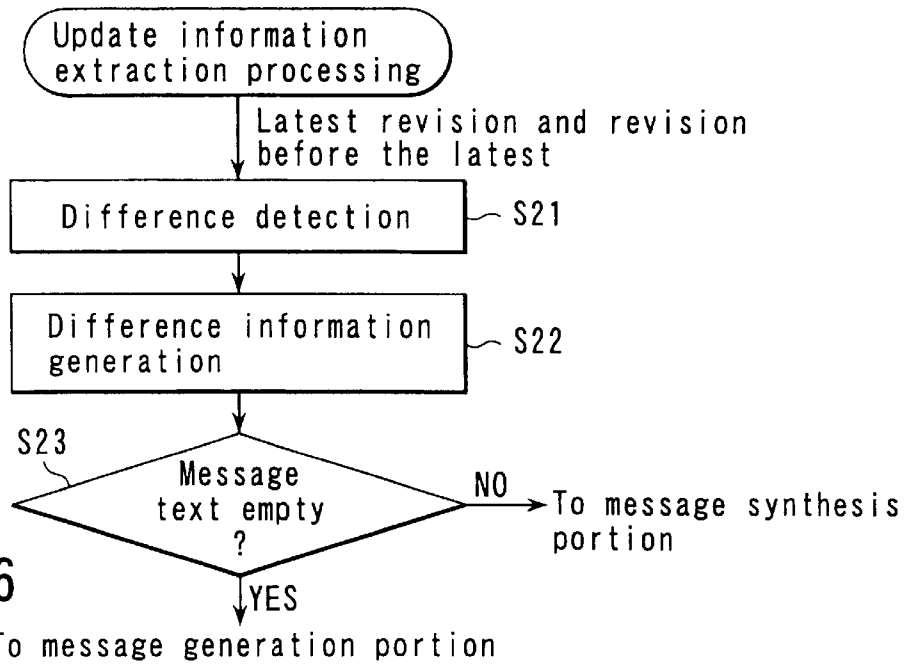 Update information
extraction processing
Latest revision and revision
before the latest
Difference detection
S21
Difference information
generation
S22
S23
Message
text empty
?
NO
To message synthesis
portion
6
YES
To message generation portion